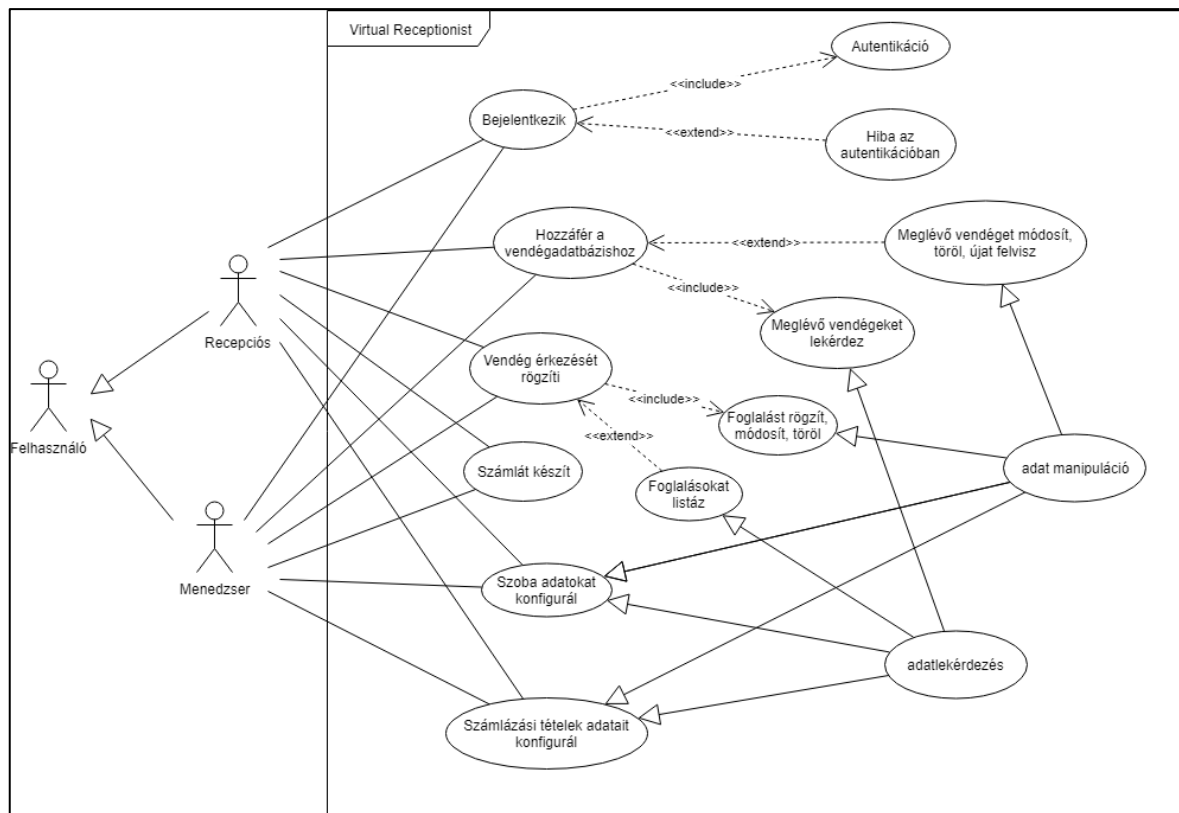 Virtual Receptionist
Autentikáció
<<include>>
Bejelentkezik
<<extend>>
Hiba az
autentikációban
Hozzáfér a
vendégadatbázishoz
<<extend>>
Meglévő vendéget módosít,
töröl, újat felvisz
<<include>>
Meglévő vendégeket
lekérdez
Recepciós
Vendég érkezését
rögzíti
<<include>>
Foglalást rögzít,
módosít, töröl
<<extend>>
Felhasználó
Számlát készít
Foglalásokat
listáz
adat manipuláció
Menedzser
Szoba adatokat
konfigurál
adatlekérdezés
Számlázási tételek adatait
konfigurál